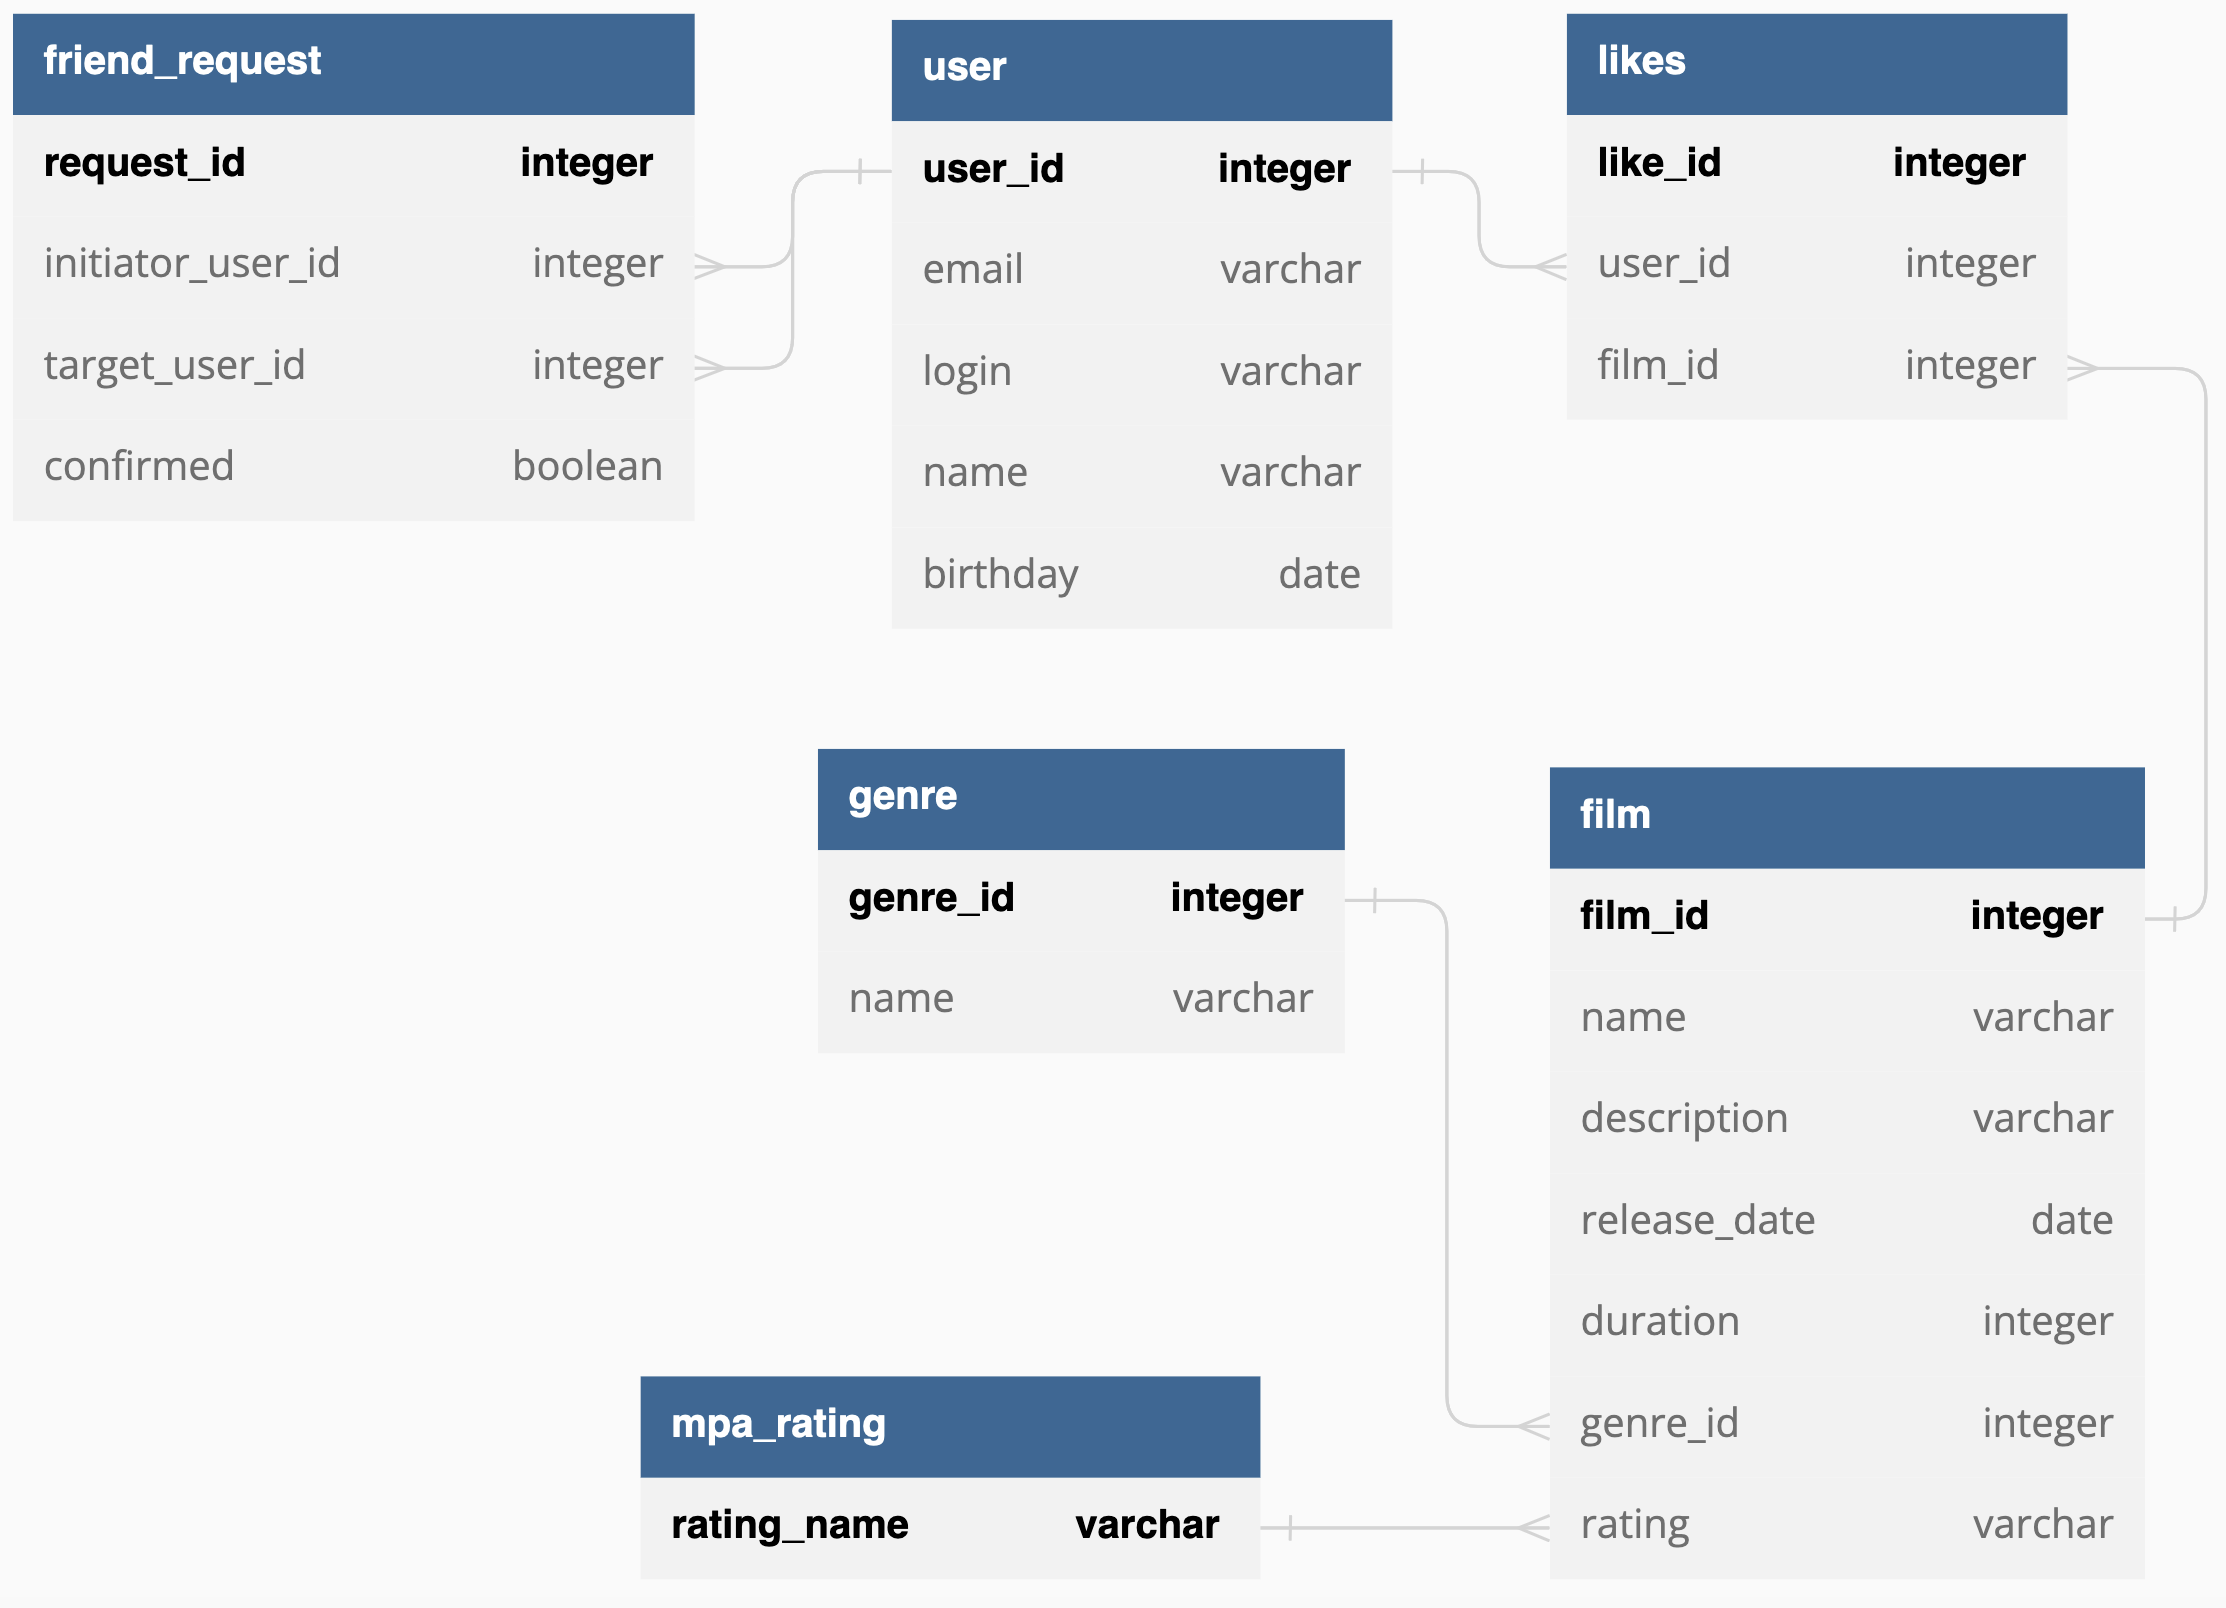 friend_request
request_id integer
initiator_user_id integer
target_user_id integer
confirmed boolean
user
user_id integer
email varchar
login varchar
name varchar
birthday date
likes
like_id integer
user_id integer
film_id integer
genre
genre_id integer
name varchar
film
film_id integer
name varchar
description varchar
release_date date
duration integer
genre_id integer
rating varchar
mpa_rating
rating_name varchar